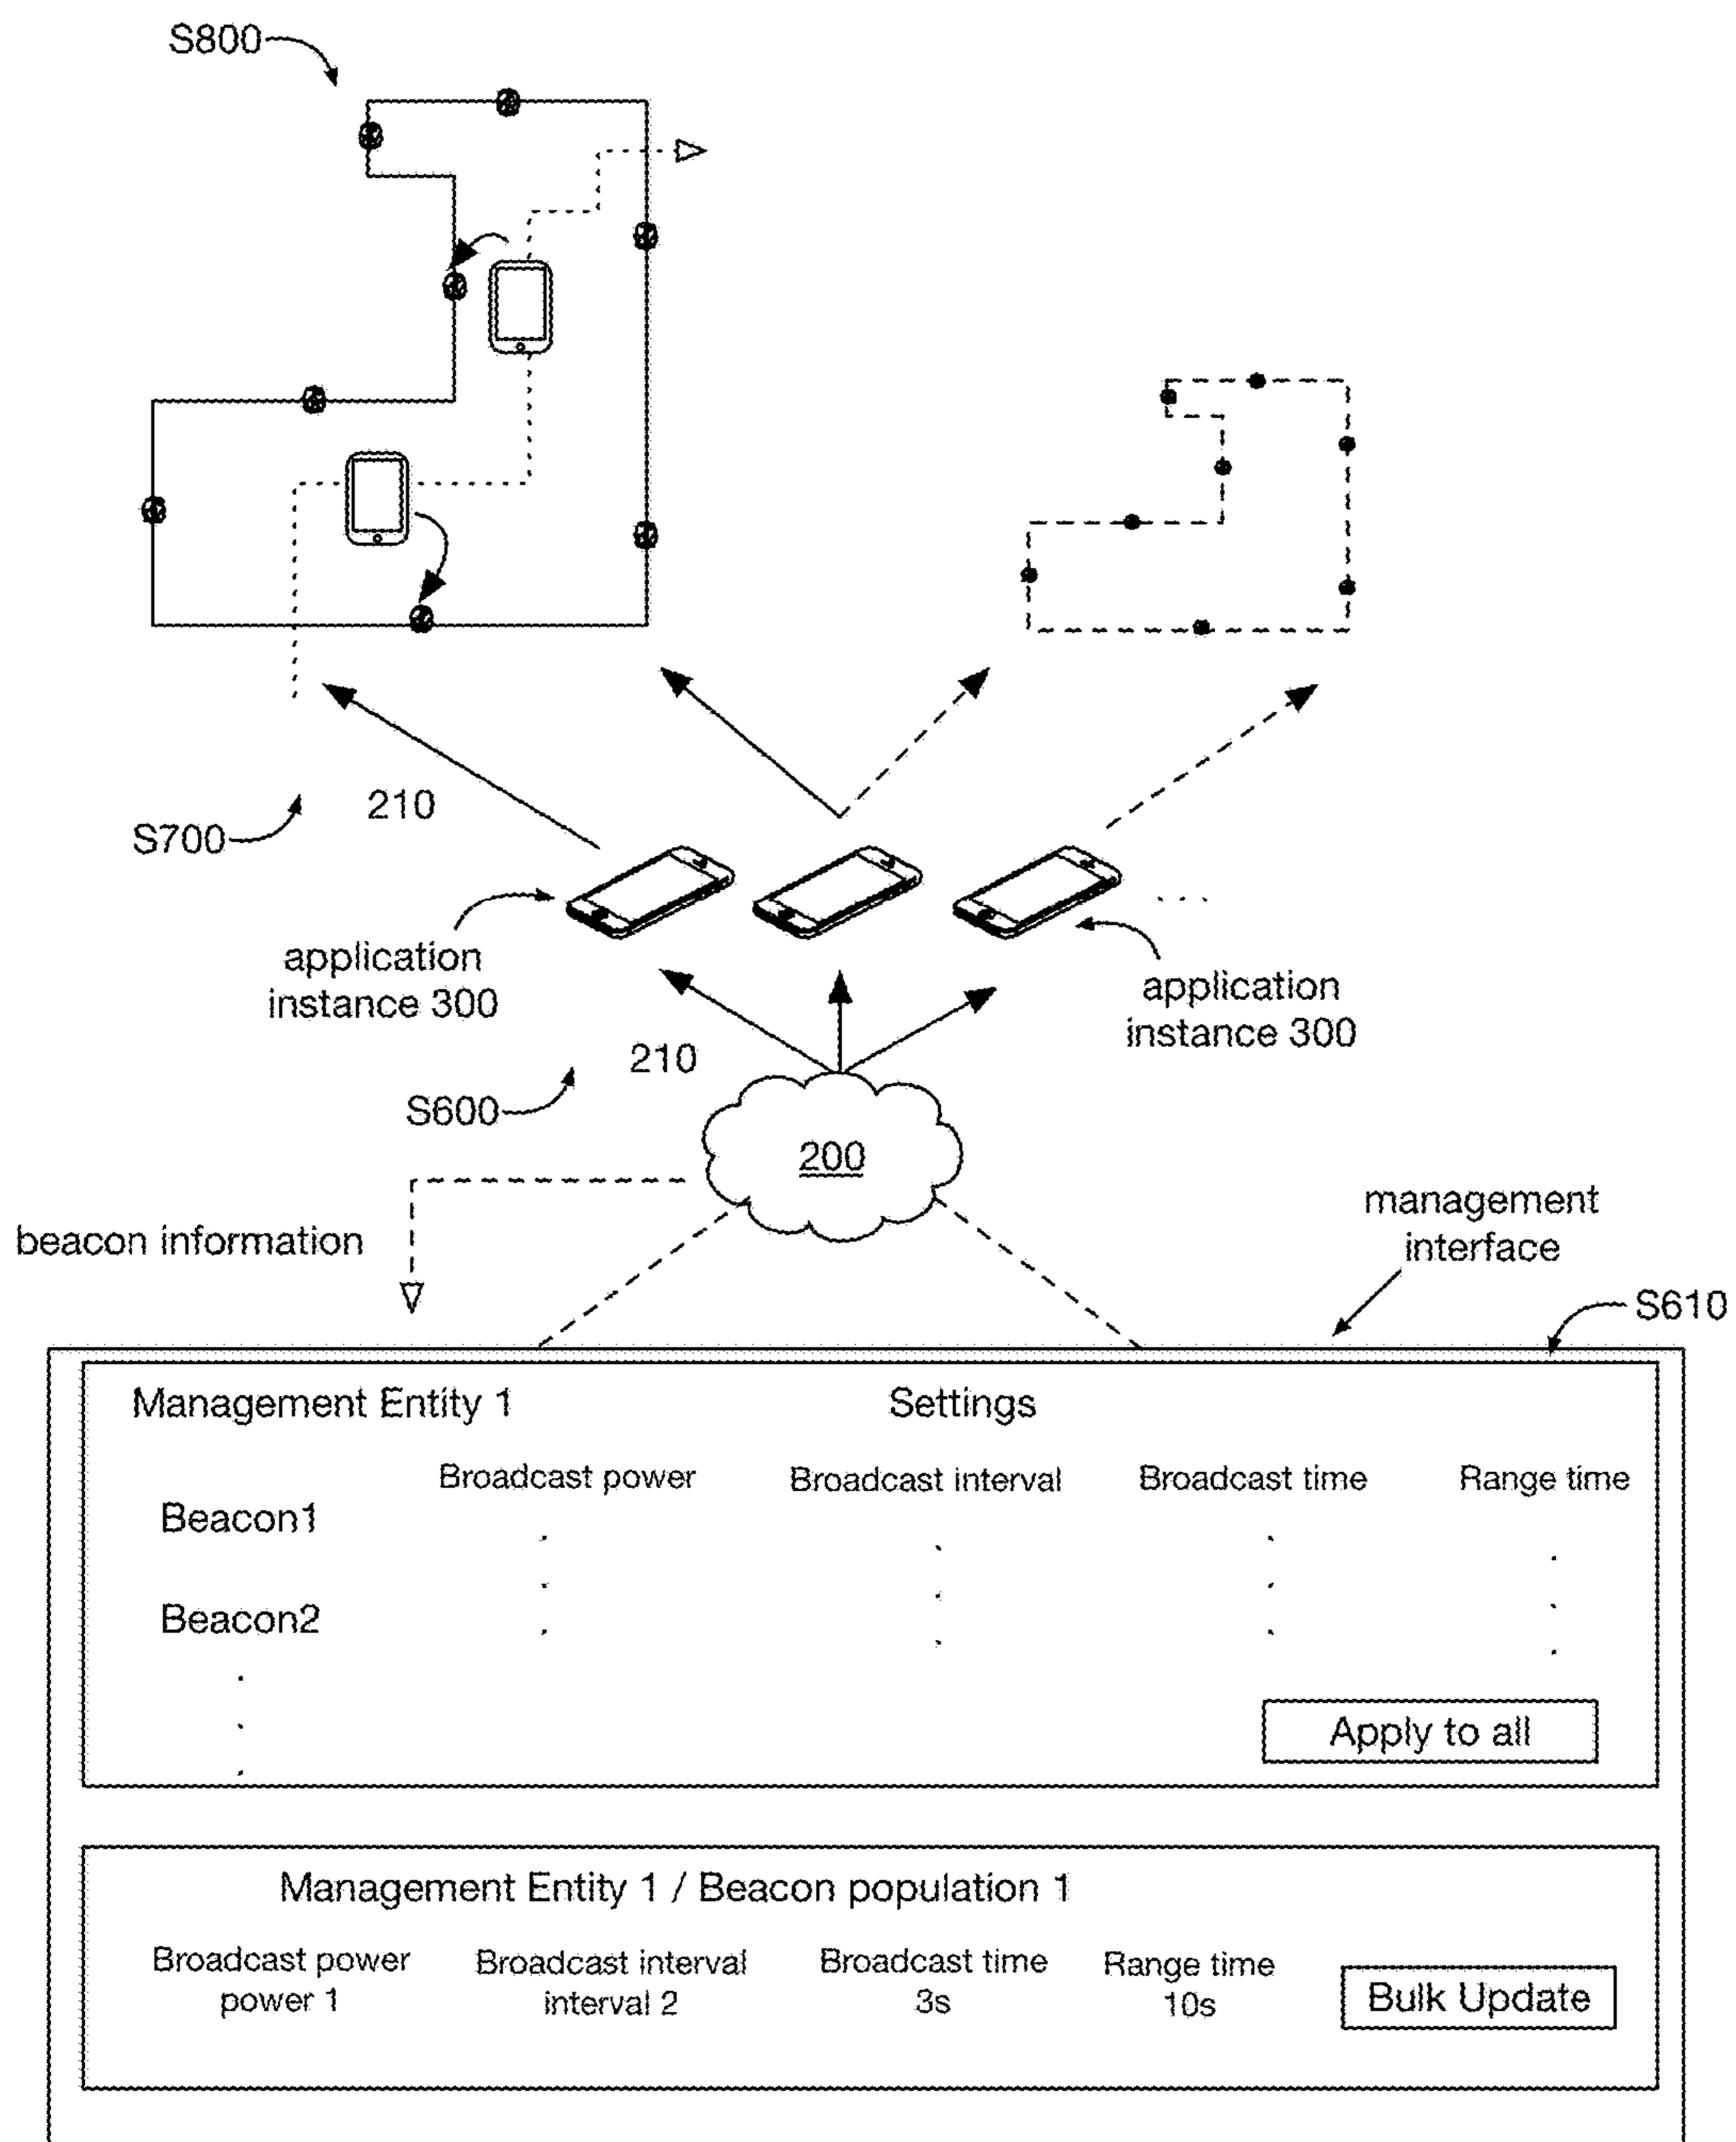 S800
210
S700
application
instance 300
application
instance 300
210
S600
200
beacon information
management
interface
S610
Management Entity 1 Settings
Broadcast power Broadcast interval Broadcast time Range time
Beacon1
Beacon2
Apply to all
Management Entity 1 / Beacon population 1
Broadcast power Broadcast interval Broadcast time Range time
power 1 interval 2 3s 10s
Bulk Update